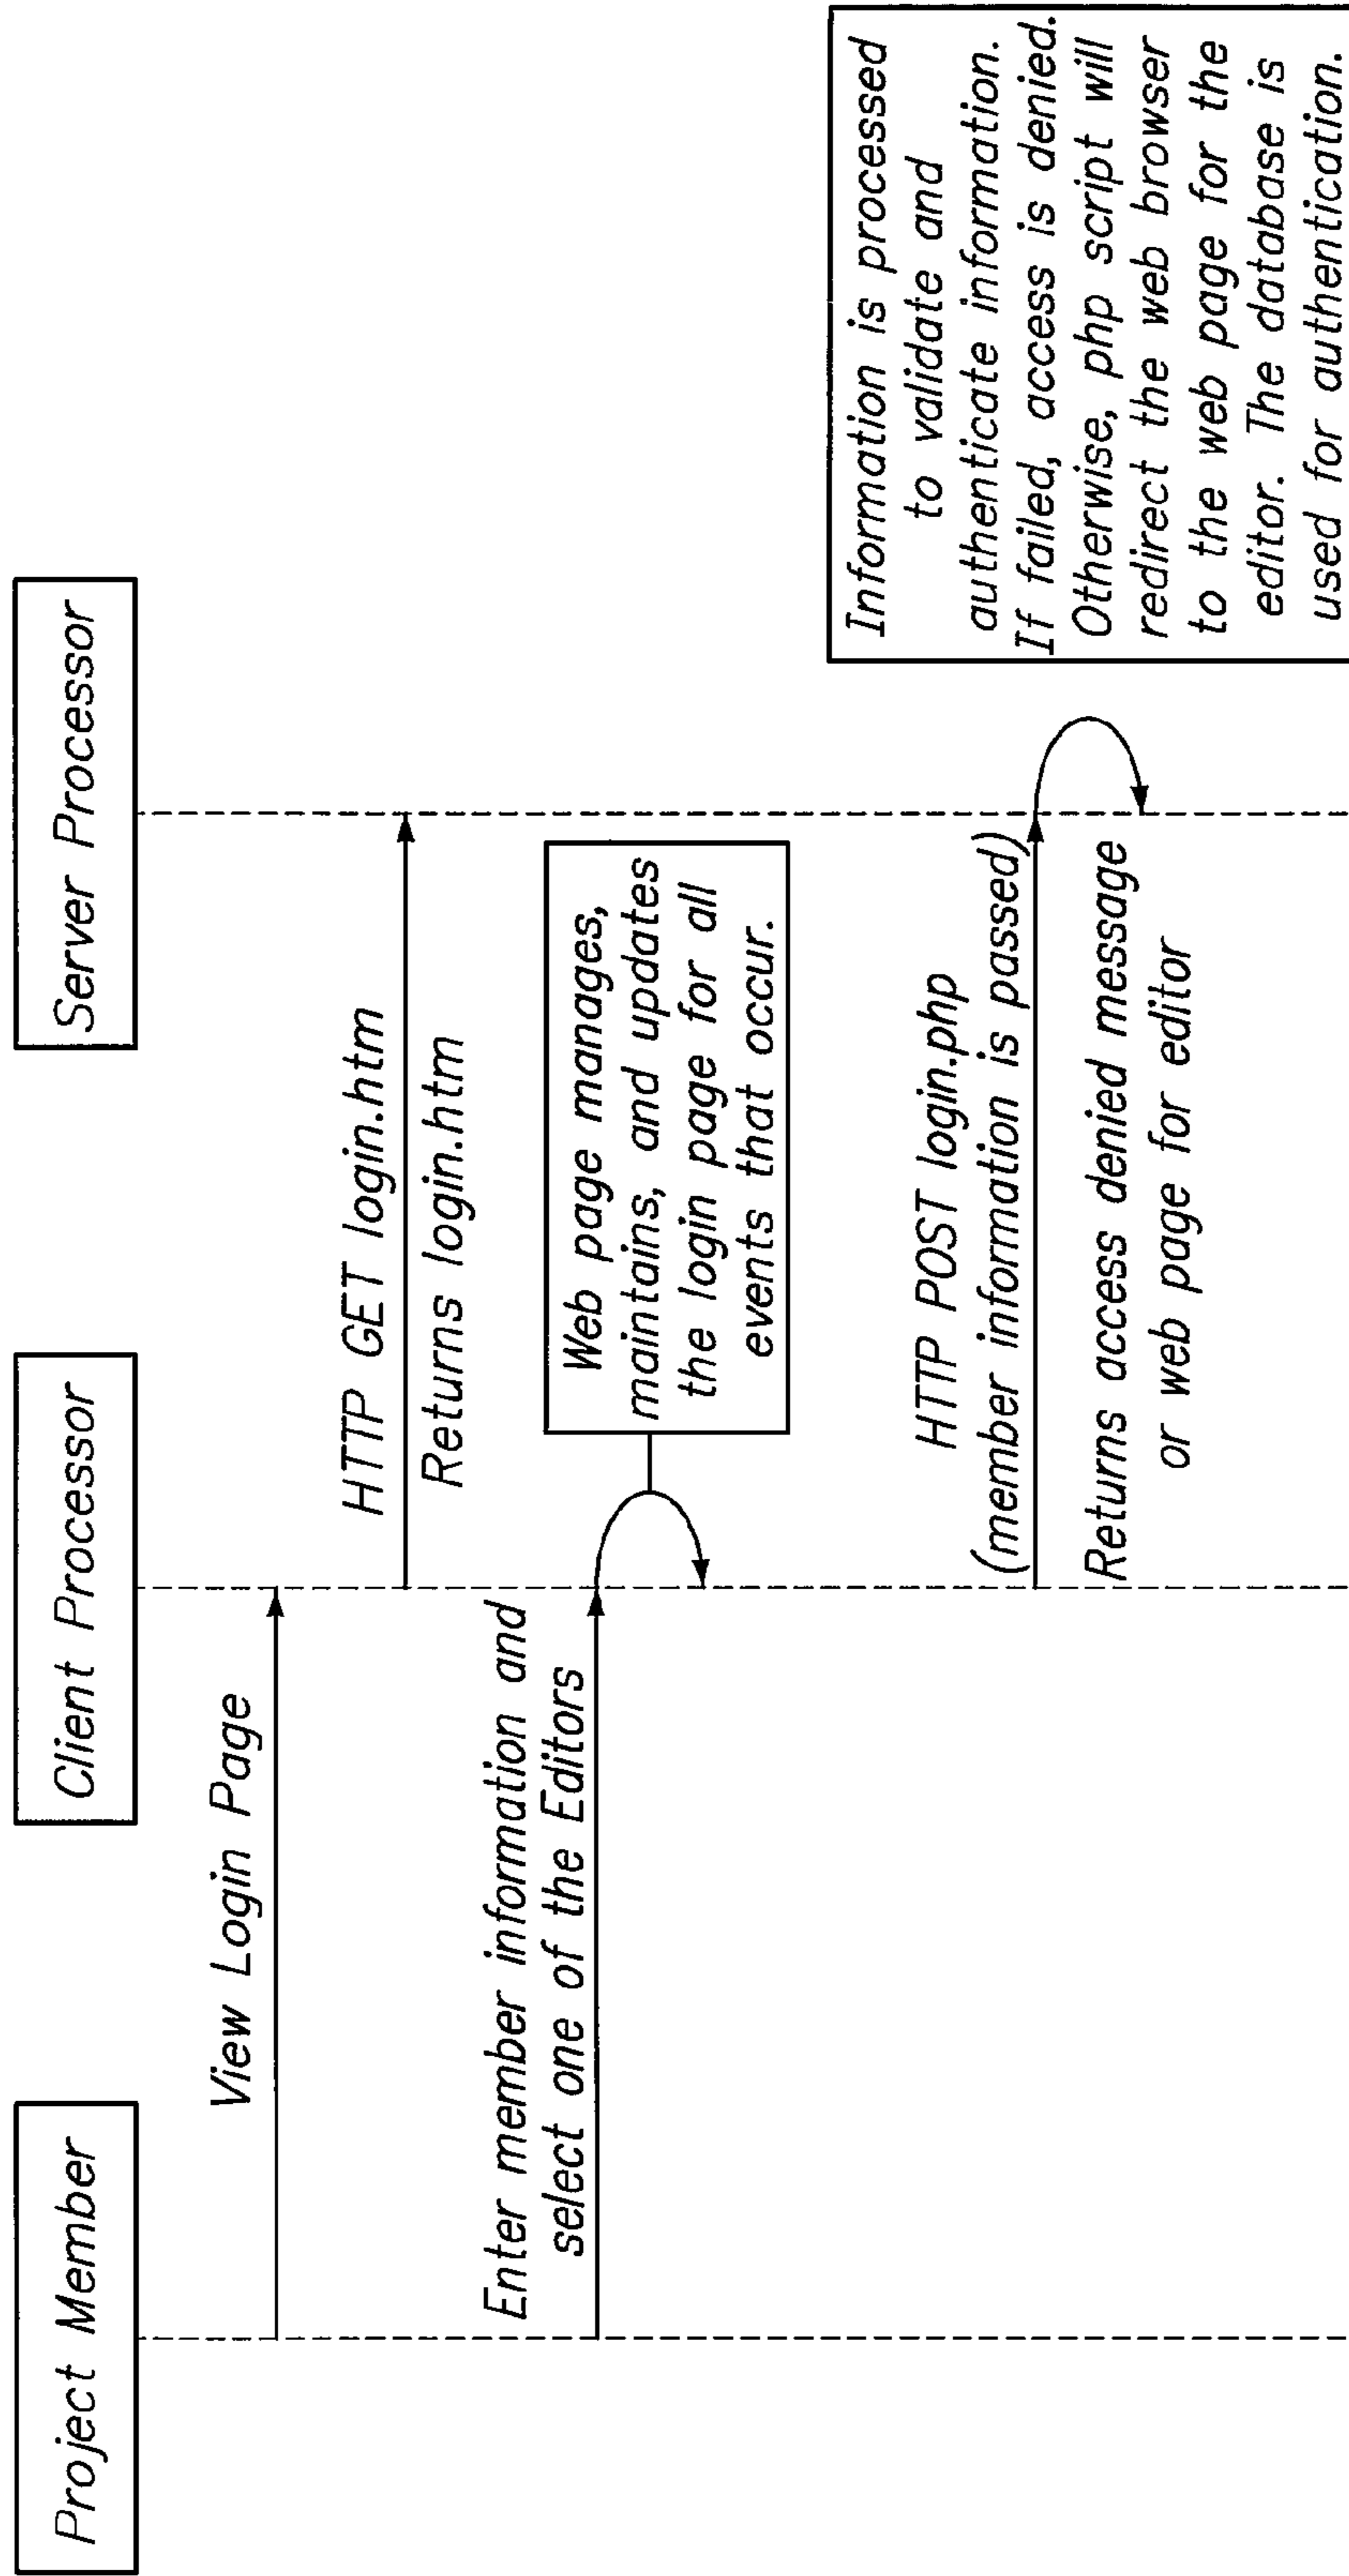 Project Member
Client Processor
Server Processor
View Login Page
HTTP GET login.htm
Returns login.htm
Enter member information and
select one of the Editors
Web page manages,
maintains, and updates
the login page for all
events that occur.
HTTP POST login.php
(member information is passed)
Returns access denied message
or web page for editor
Information is processed
to validate and
authenticate information.
If failed, access is denied.
Otherwise, php script will
redirect the web browser
to the web page for the
editor. The database is
used for authentication.